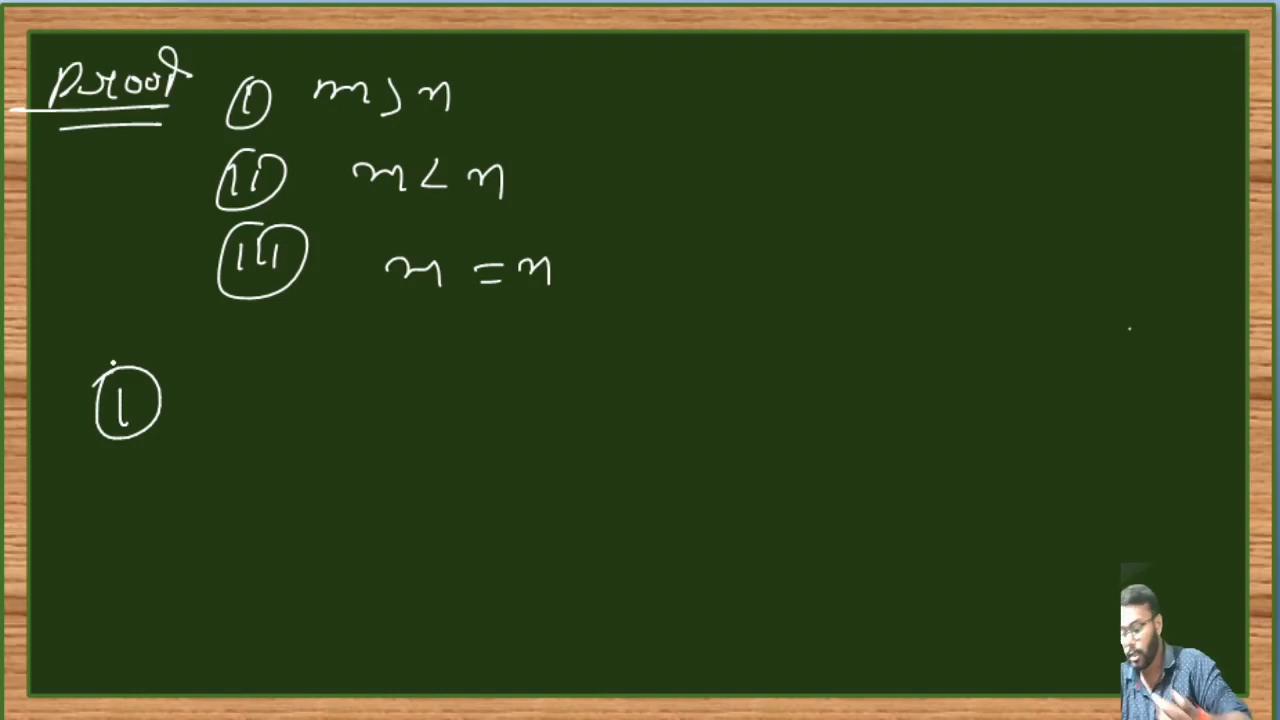 Proof (i) m > n
(ii) m < n
(iii) m = n
(i)